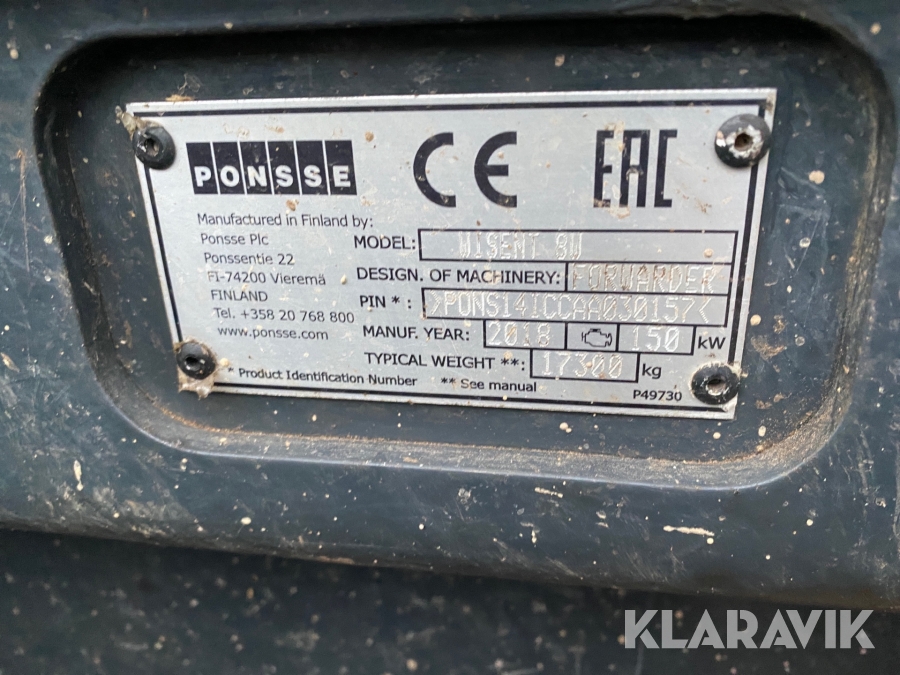 PONSSE CE EAC
Manufactured in Finland by:
Ponsse Plc
Ponssentie 22
FI-74200 Vieremä
FINLAND
Tel. +358 20 768 800
www.ponsse.com
MODEL: WISENT 8W
DESIGN. OF MACHINERY: FORWARDER
PIN * : >PONS141CCAA030157<
MANUF. YEAR: 2018 150 kW
TYPICAL WEIGHT **: 17300 kg
* Product Identification Number ** See manual P49730
KLARAVIK